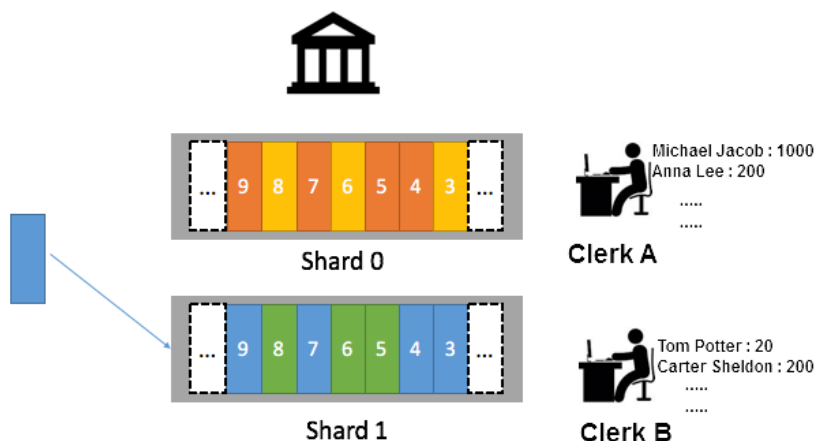 ... 9 8 7 6 5 4 3 ...
Shard 0
Michael Jacob : 1000
Anna Lee : 200
.....
.....
Clerk A
... 9 8 7 6 5 4 3 ...
Shard 1
Tom Potter : 20
Carter Sheldon : 200
.....
.....
Clerk B